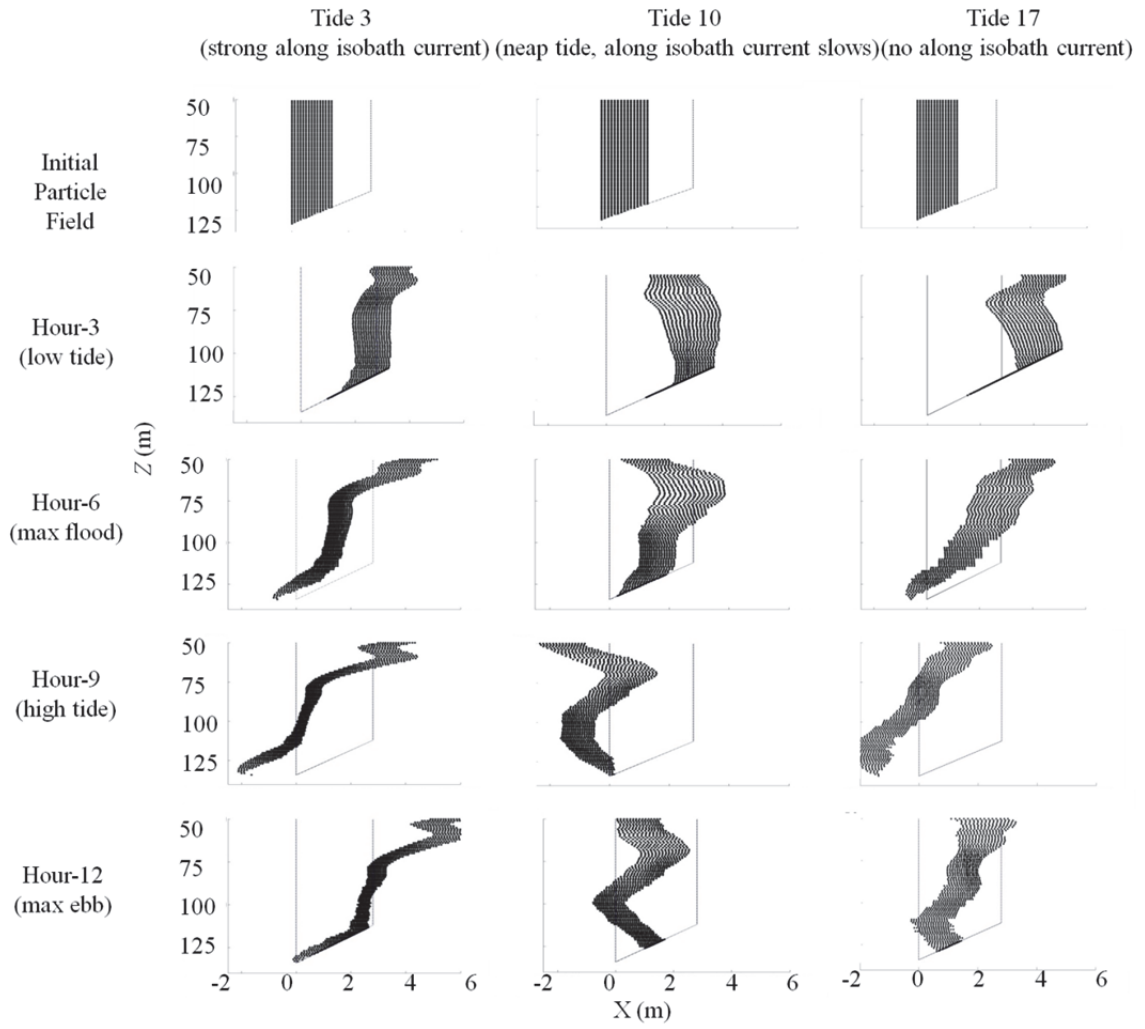 Tide 3 Tide 10 Tide 17
(strong along isobath current) (neap tide, along isobath current slows)(no along isobath current)
50
75
Initial
Particle
Field
100
125
50
Hour-3
(low tide)
75
100
125
Z (m)
50
Hour-6
(max flood)
75
100
125
50
Hour-9
(high tide)
75
100
125
50
Hour-12
(max ebb)
75
100
125
-2 0 2 4 6 -2 0 2 4 6 -2 0 2 4 6
X (m)